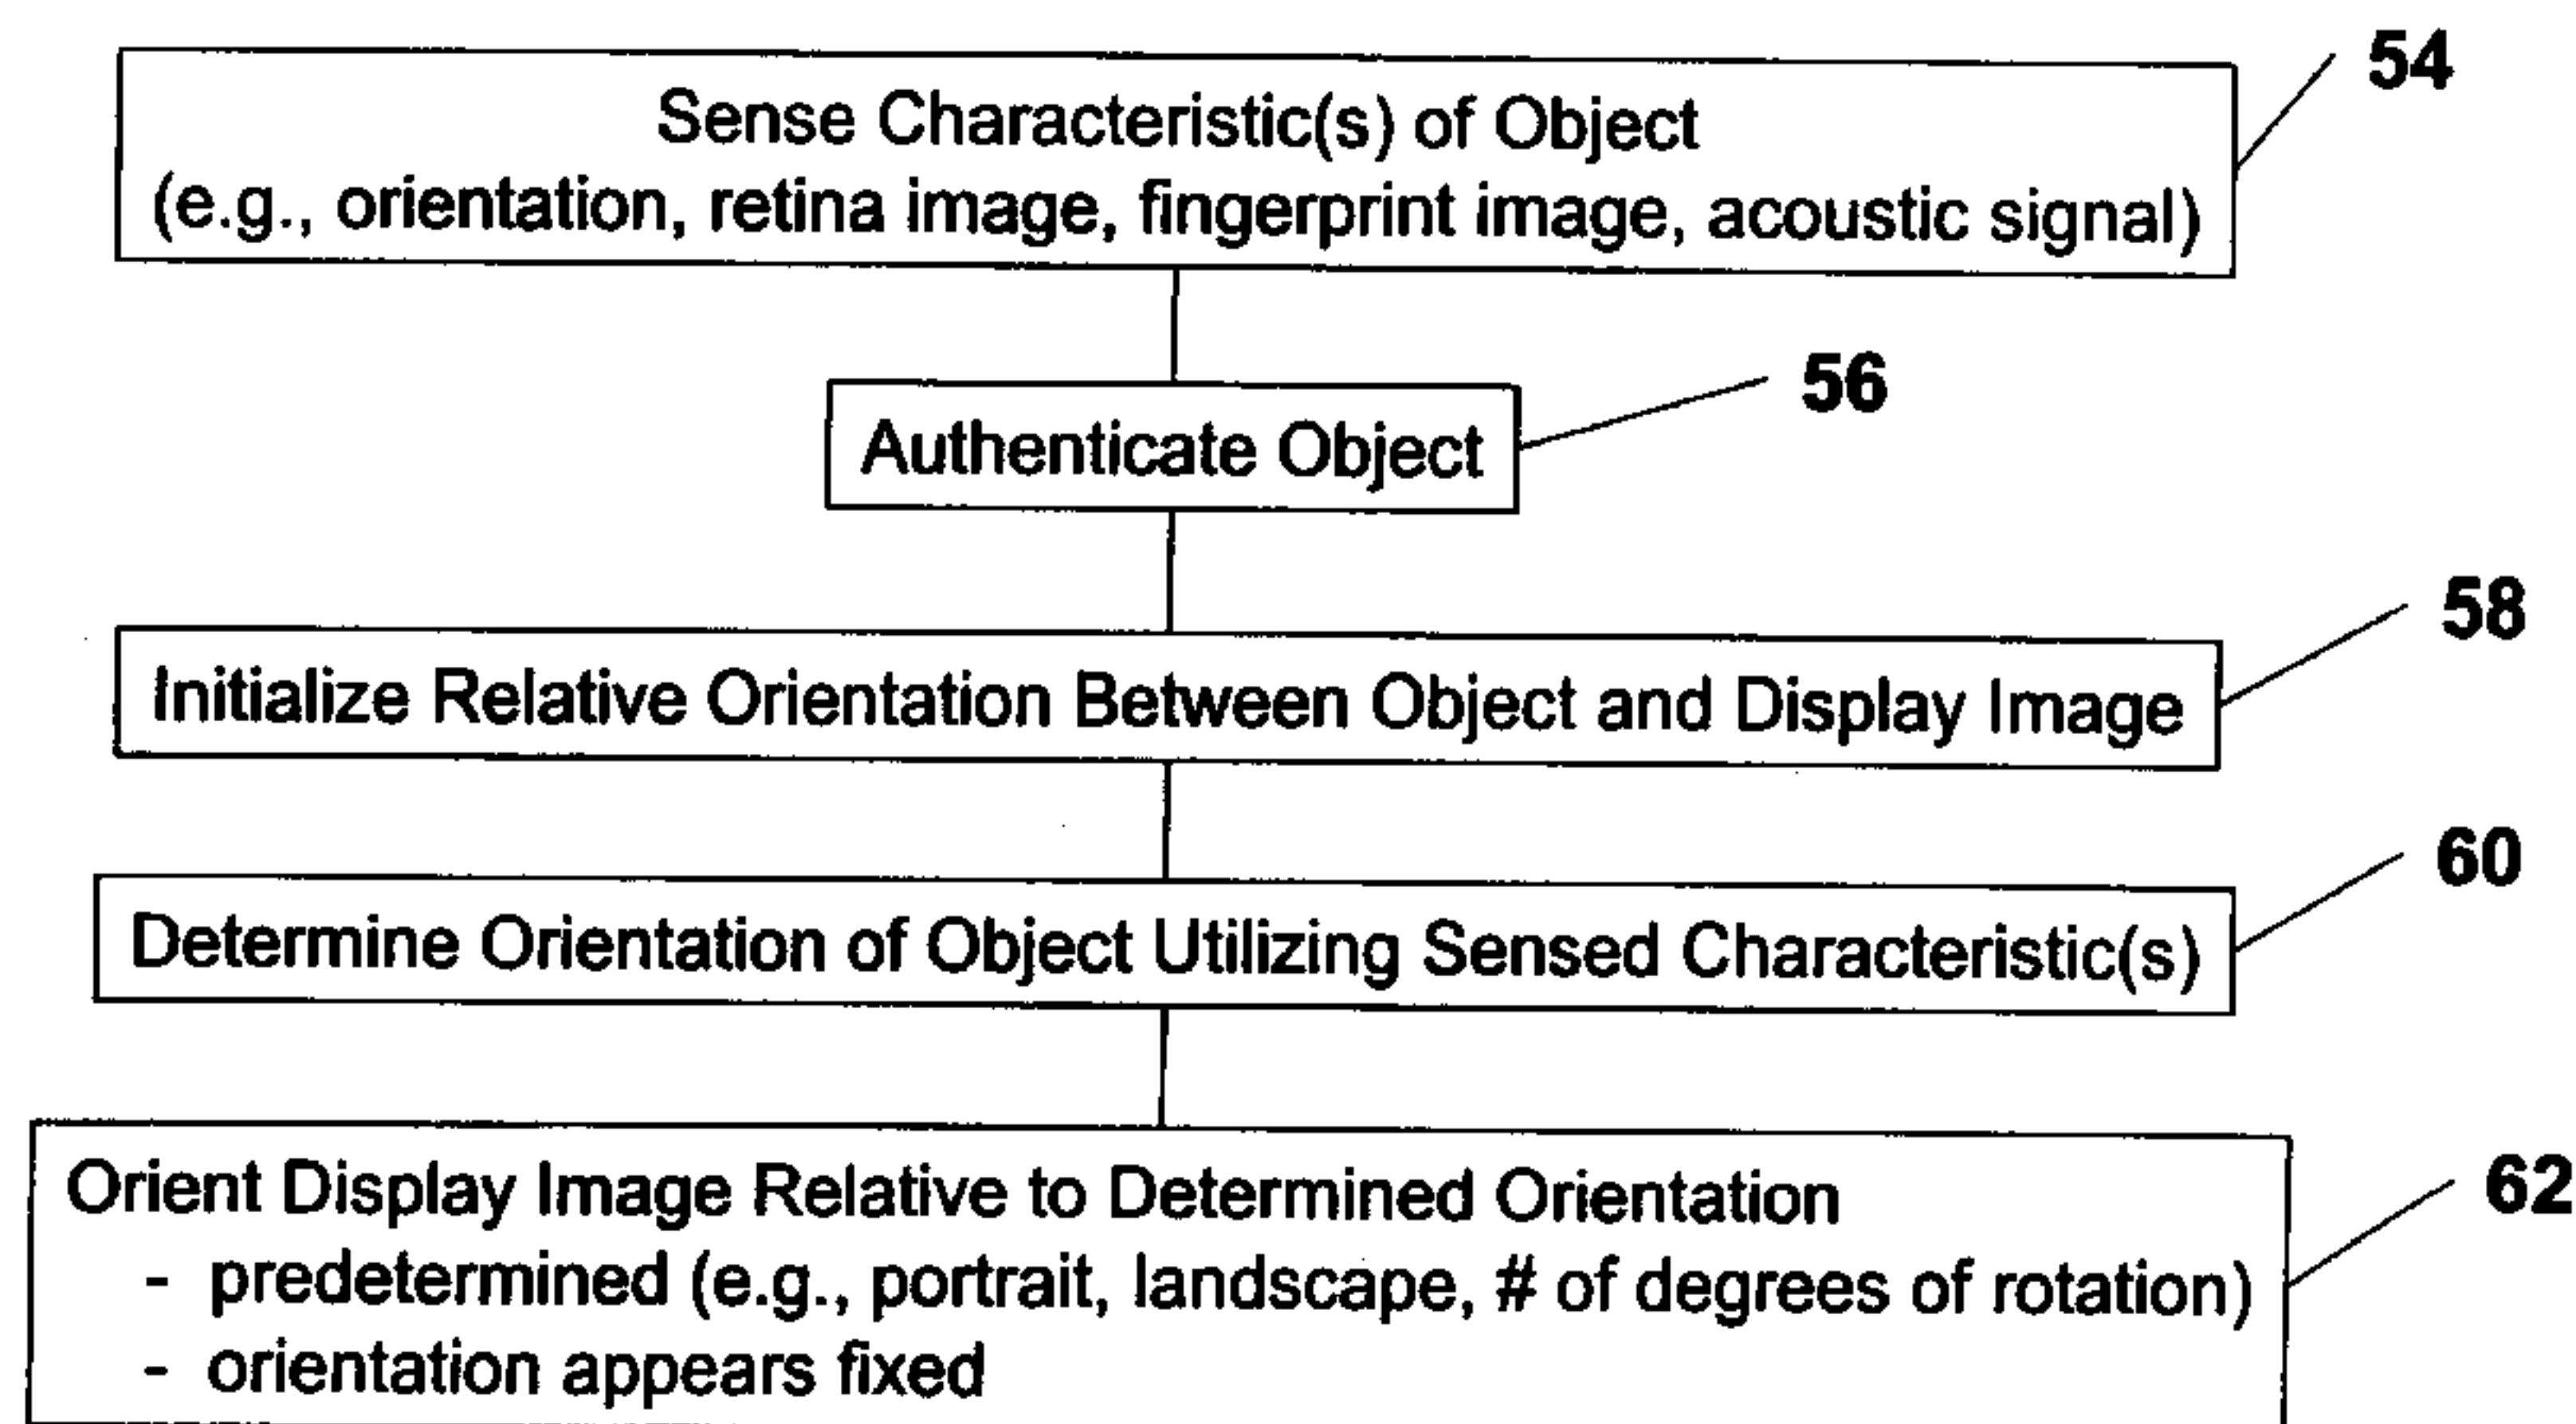 54
Sense Characteristic(s) of Object
(e.g., orientation, retina image, fingerprint image, acoustic signal)
56
Authenticate Object
58
Initialize Relative Orientation Between Object and Display Image
60
Determine Orientation of Object Utilizing Sensed Characteristic(s)
62
Orient Display Image Relative to Determined Orientation
- predetermined (e.g., portrait, landscape, # of degrees of rotation)
- orientation appears fixed